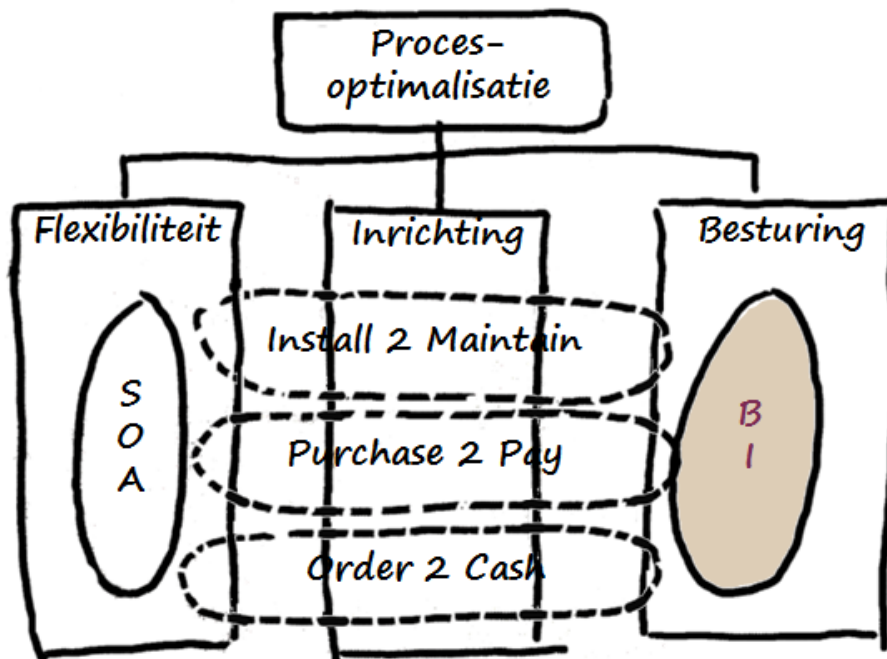 Proces-
optimalisatie
Flexibiliteit
Inrichting
Besturing
Install 2 Maintain
S
O
A
B
I
Purchase 2 Pay
Order 2 Cash